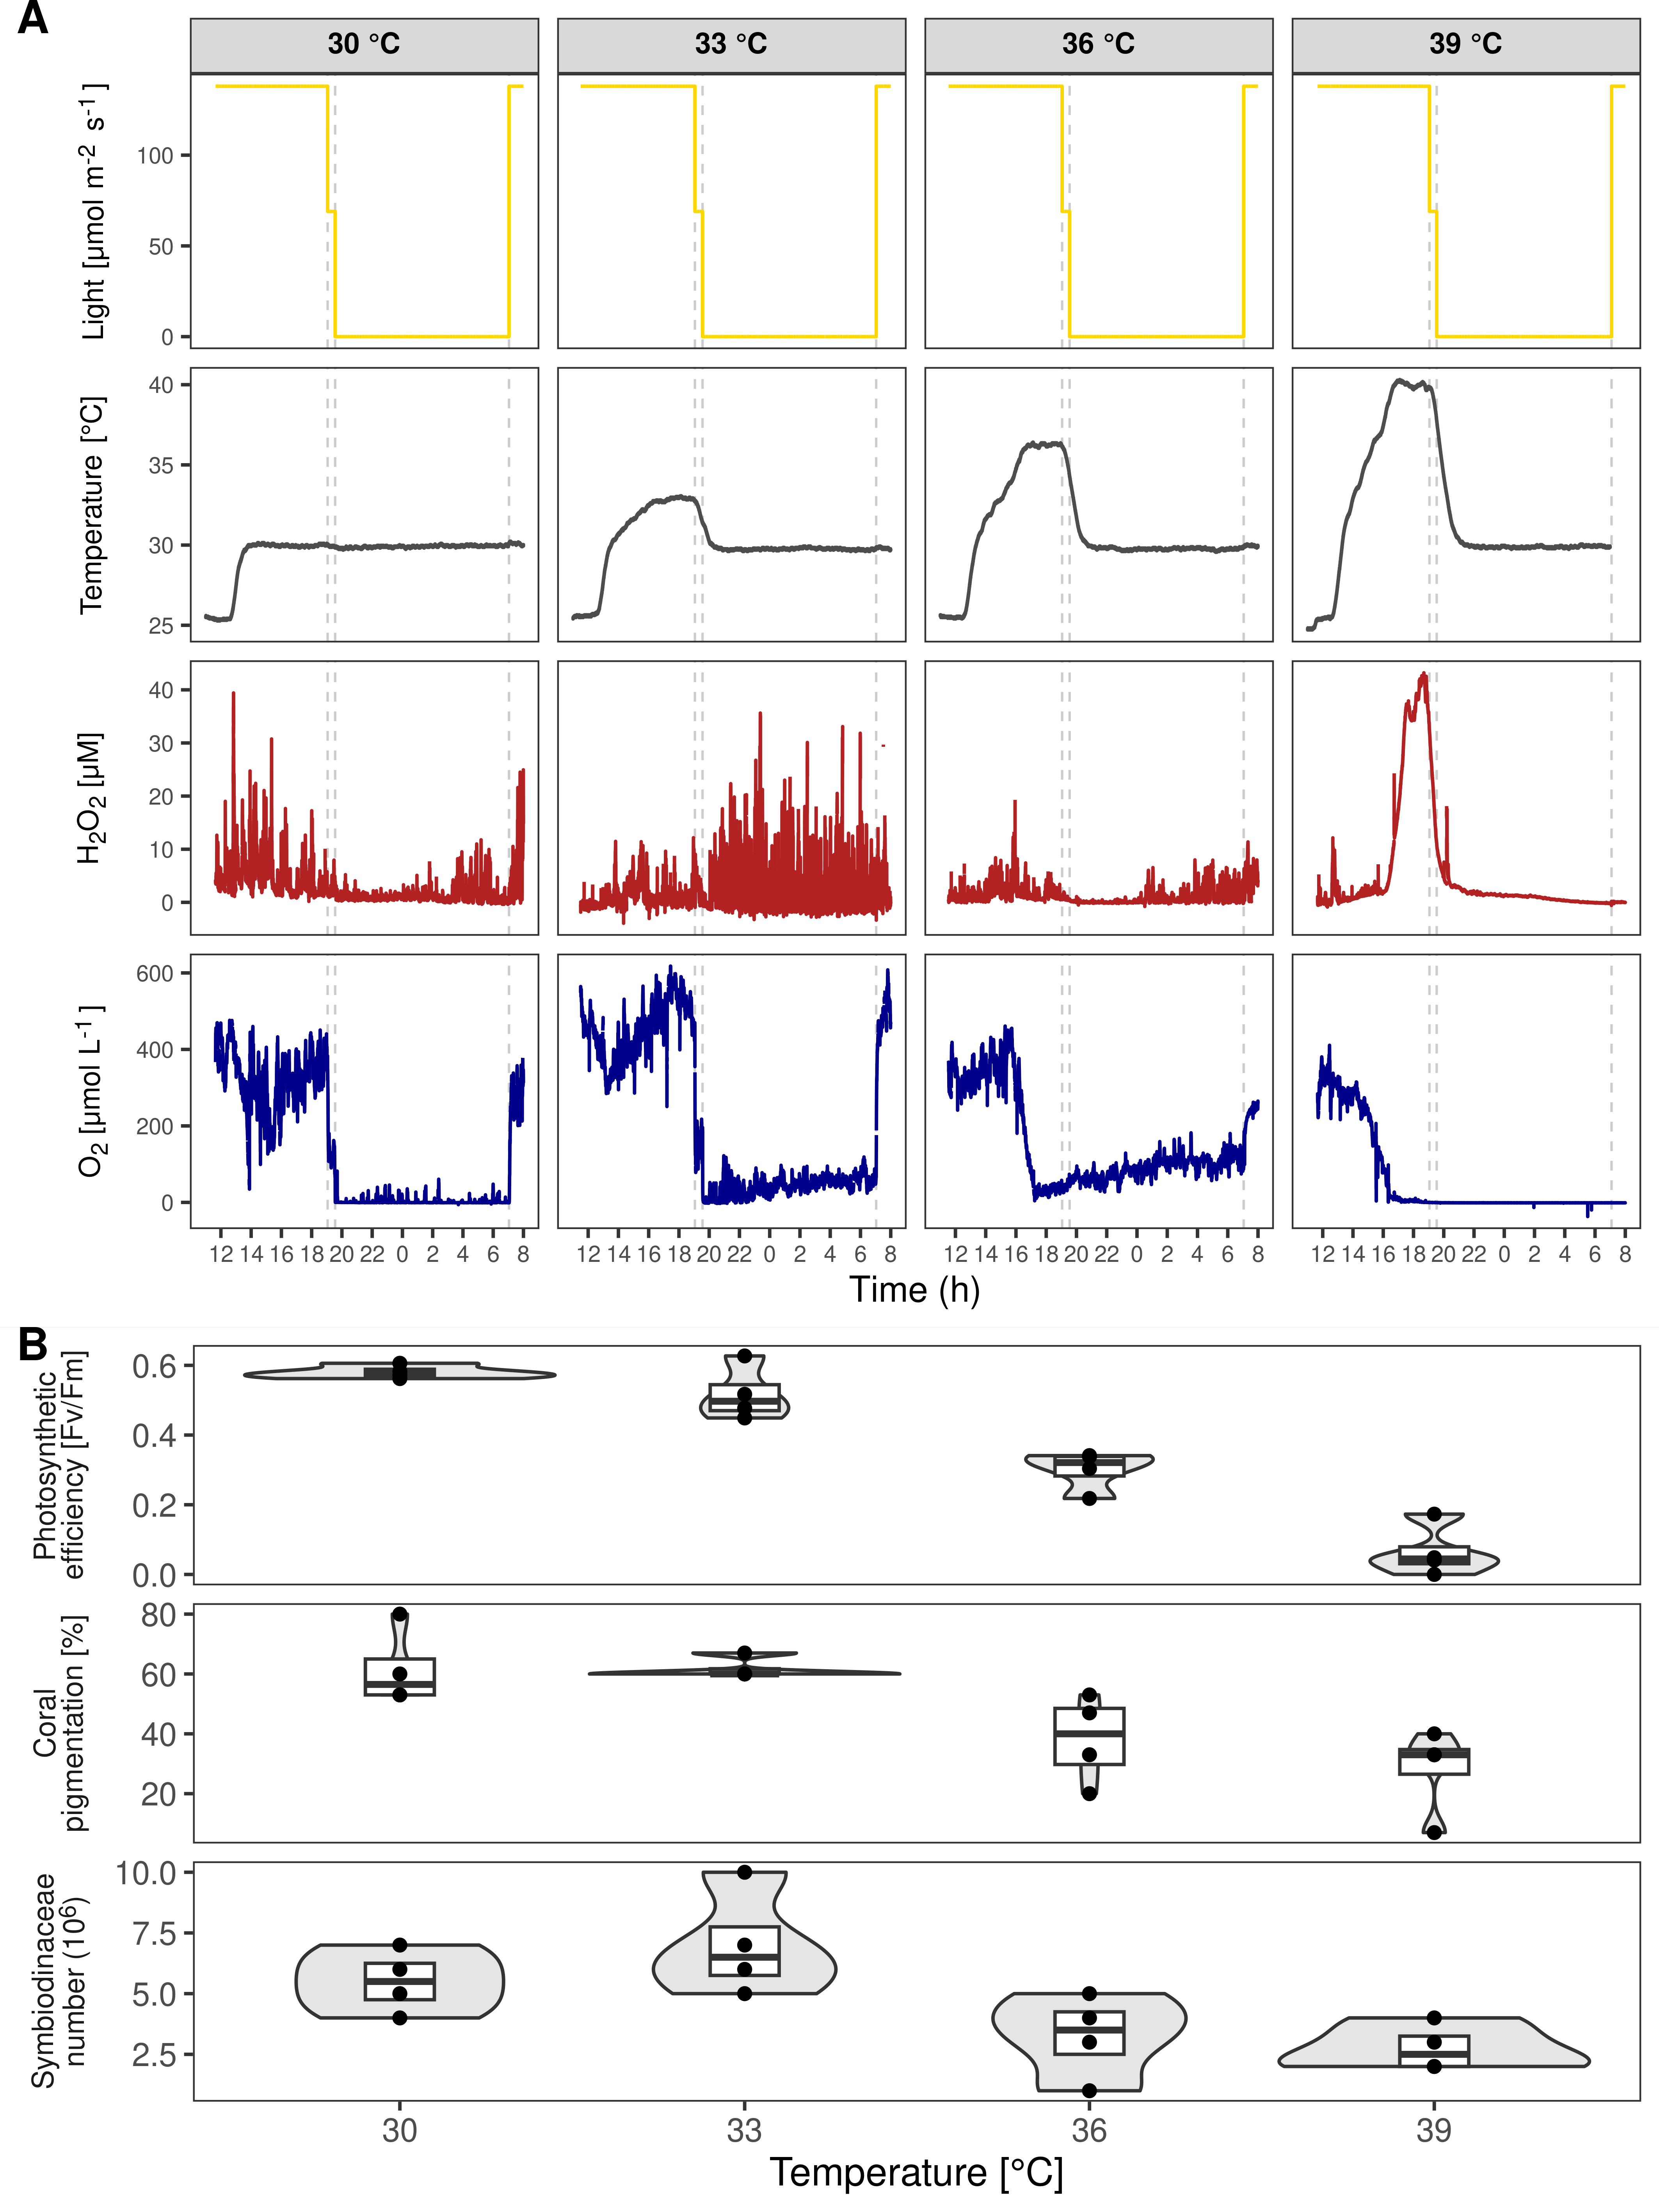 A
30 °C 33 °C 36 °C 39 °C
Light [µmol m⁻² s⁻¹]
100
50
0
Temperature [°C]
40
35
30
25
H₂O₂ [µM]
40
30
20
10
0
O₂ [µmol L⁻¹]
600
400
200
0
12 14 16 18 20 22 0 2 4 6 8 12 14 16 18 20 22 0 2 4 6 8 12 14 16 18 20 22 0 2 4 6 8 12 14 16 18 20 22 0 2 4 6 8
Time (h)
B
Photosynthetic
efficiency [Fv/Fm]
0.6
0.4
0.2
0.0
Coral
pigmentation [%]
80
60
40
20
Symbiodinaceae
number (10⁶)
10.0
7.5
5.0
2.5
30 33 36 39
Temperature [°C]